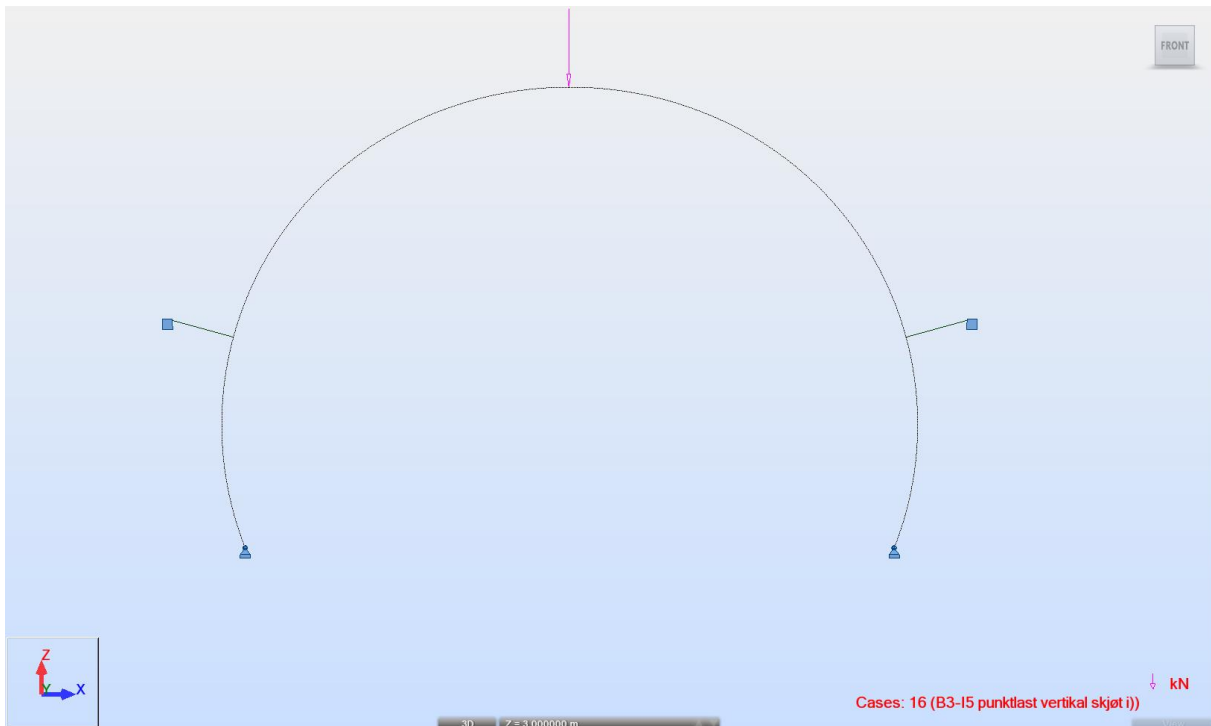 FRONT
Z
Y
X
kN
Cases: 16 (B3-I5 punktlast vertikal skjøt i))
3D
Z = 3.000000 m